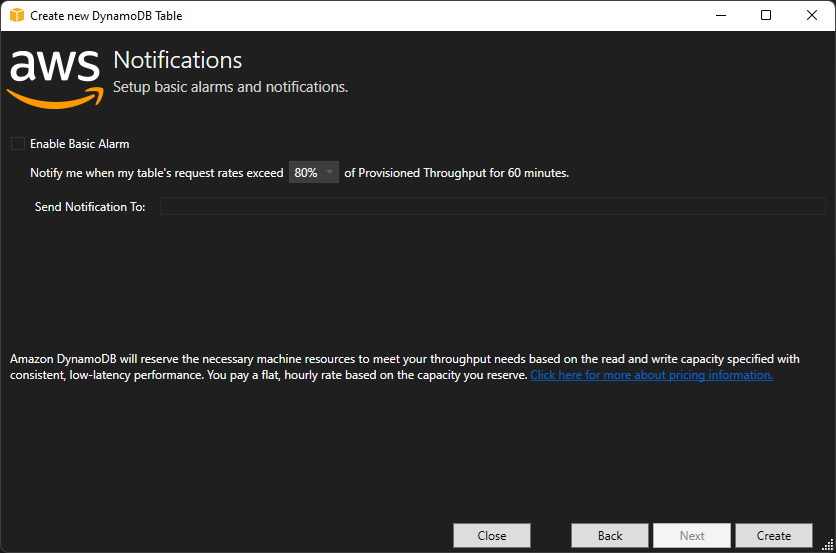 Create new DynamoDB Table
aws
Notifications
Setup basic alarms and notifications.
Enable Basic Alarm
Notify me when my table's request rates exceed 80% of Provisioned Throughput for 60 minutes.
Send Notification To:
Amazon DynamoDB will reserve the necessary machine resources to meet your throughput needs based on the read and write capacity specified with
consistent, low-latency performance. You pay a flat, hourly rate based on the capacity you reserve. Click here for more about pricing information.
Close Back Next Create